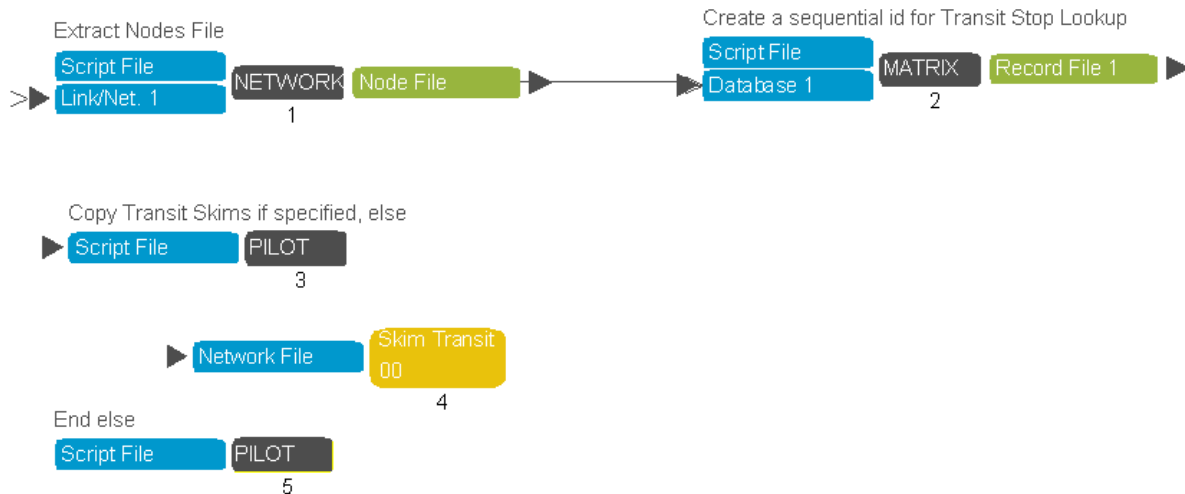 Extract Nodes File
Script File
Link/Net. 1
NETWORK
Node File
1
Create a sequential id for Transit Stop Lookup
Script File
Database 1
MATRIX
Record File 1
2
Copy Transit Skims if specified, else
Script File
PILOT
3
Network File
Skim Transit
00
4
End else
Script File
PILOT
5